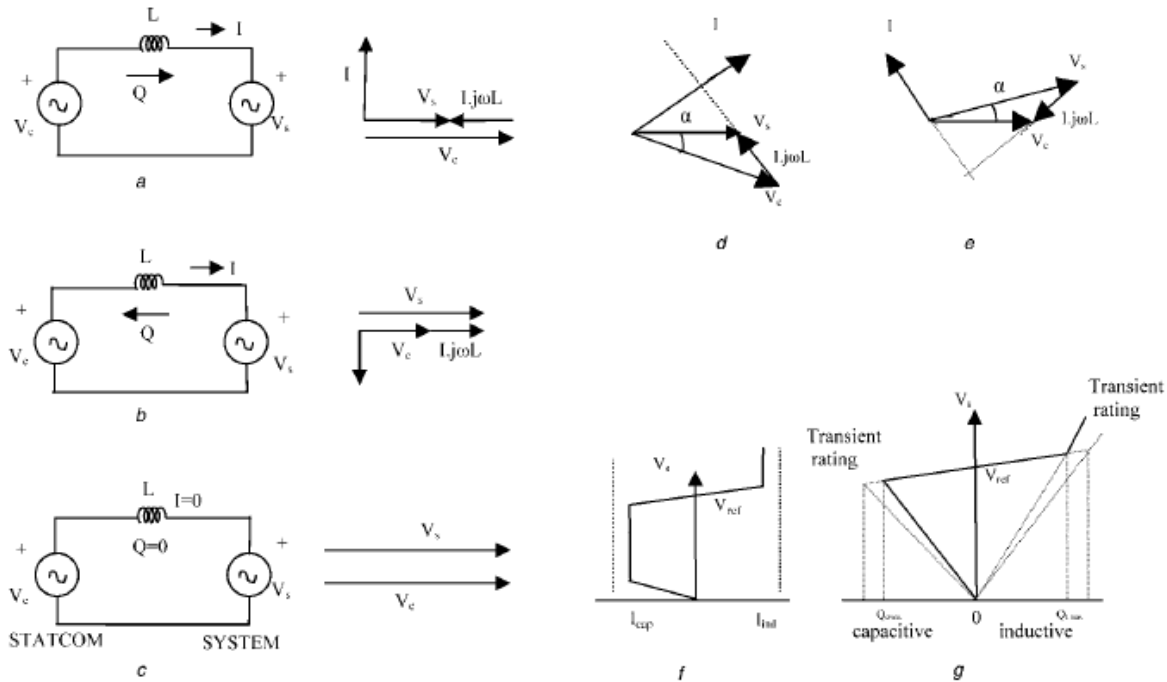 L
I
+
Q
+
V_c
V_s
a
I
V_s
I.jωL
V_c
I
α
V_s
I.jωL
V_c
d
I
V_s
α
I.jωL
V_c
e
L
I
+
Q
+
V_c
V_s
b
V_s
V_c
I.jωL
L
I=0
+
Q=0
+
V_c
V_s
STATCOM
SYSTEM
c
V_s
V_c
V_s
V_ref
I_cap
I_ind
f
Transient
rating
V_s
Transient
rating
V_ref
0
capacitive
inductive
g